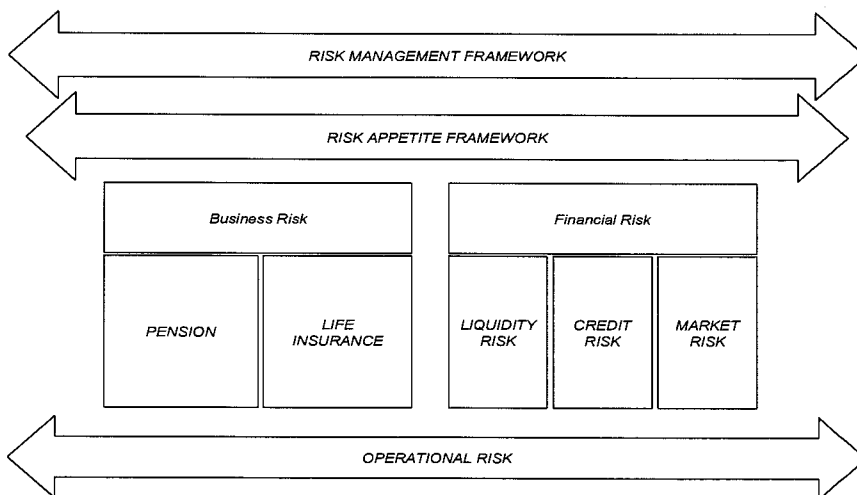 RISK MANAGEMENT FRAMEWORK
RISK APPETITE FRAMEWORK
Business Risk
Financial Risk
PENSION
LIFE
INSURANCE
LIQUIDITY
RISK
CREDIT
RISK
MARKET
RISK
OPERATIONAL RISK